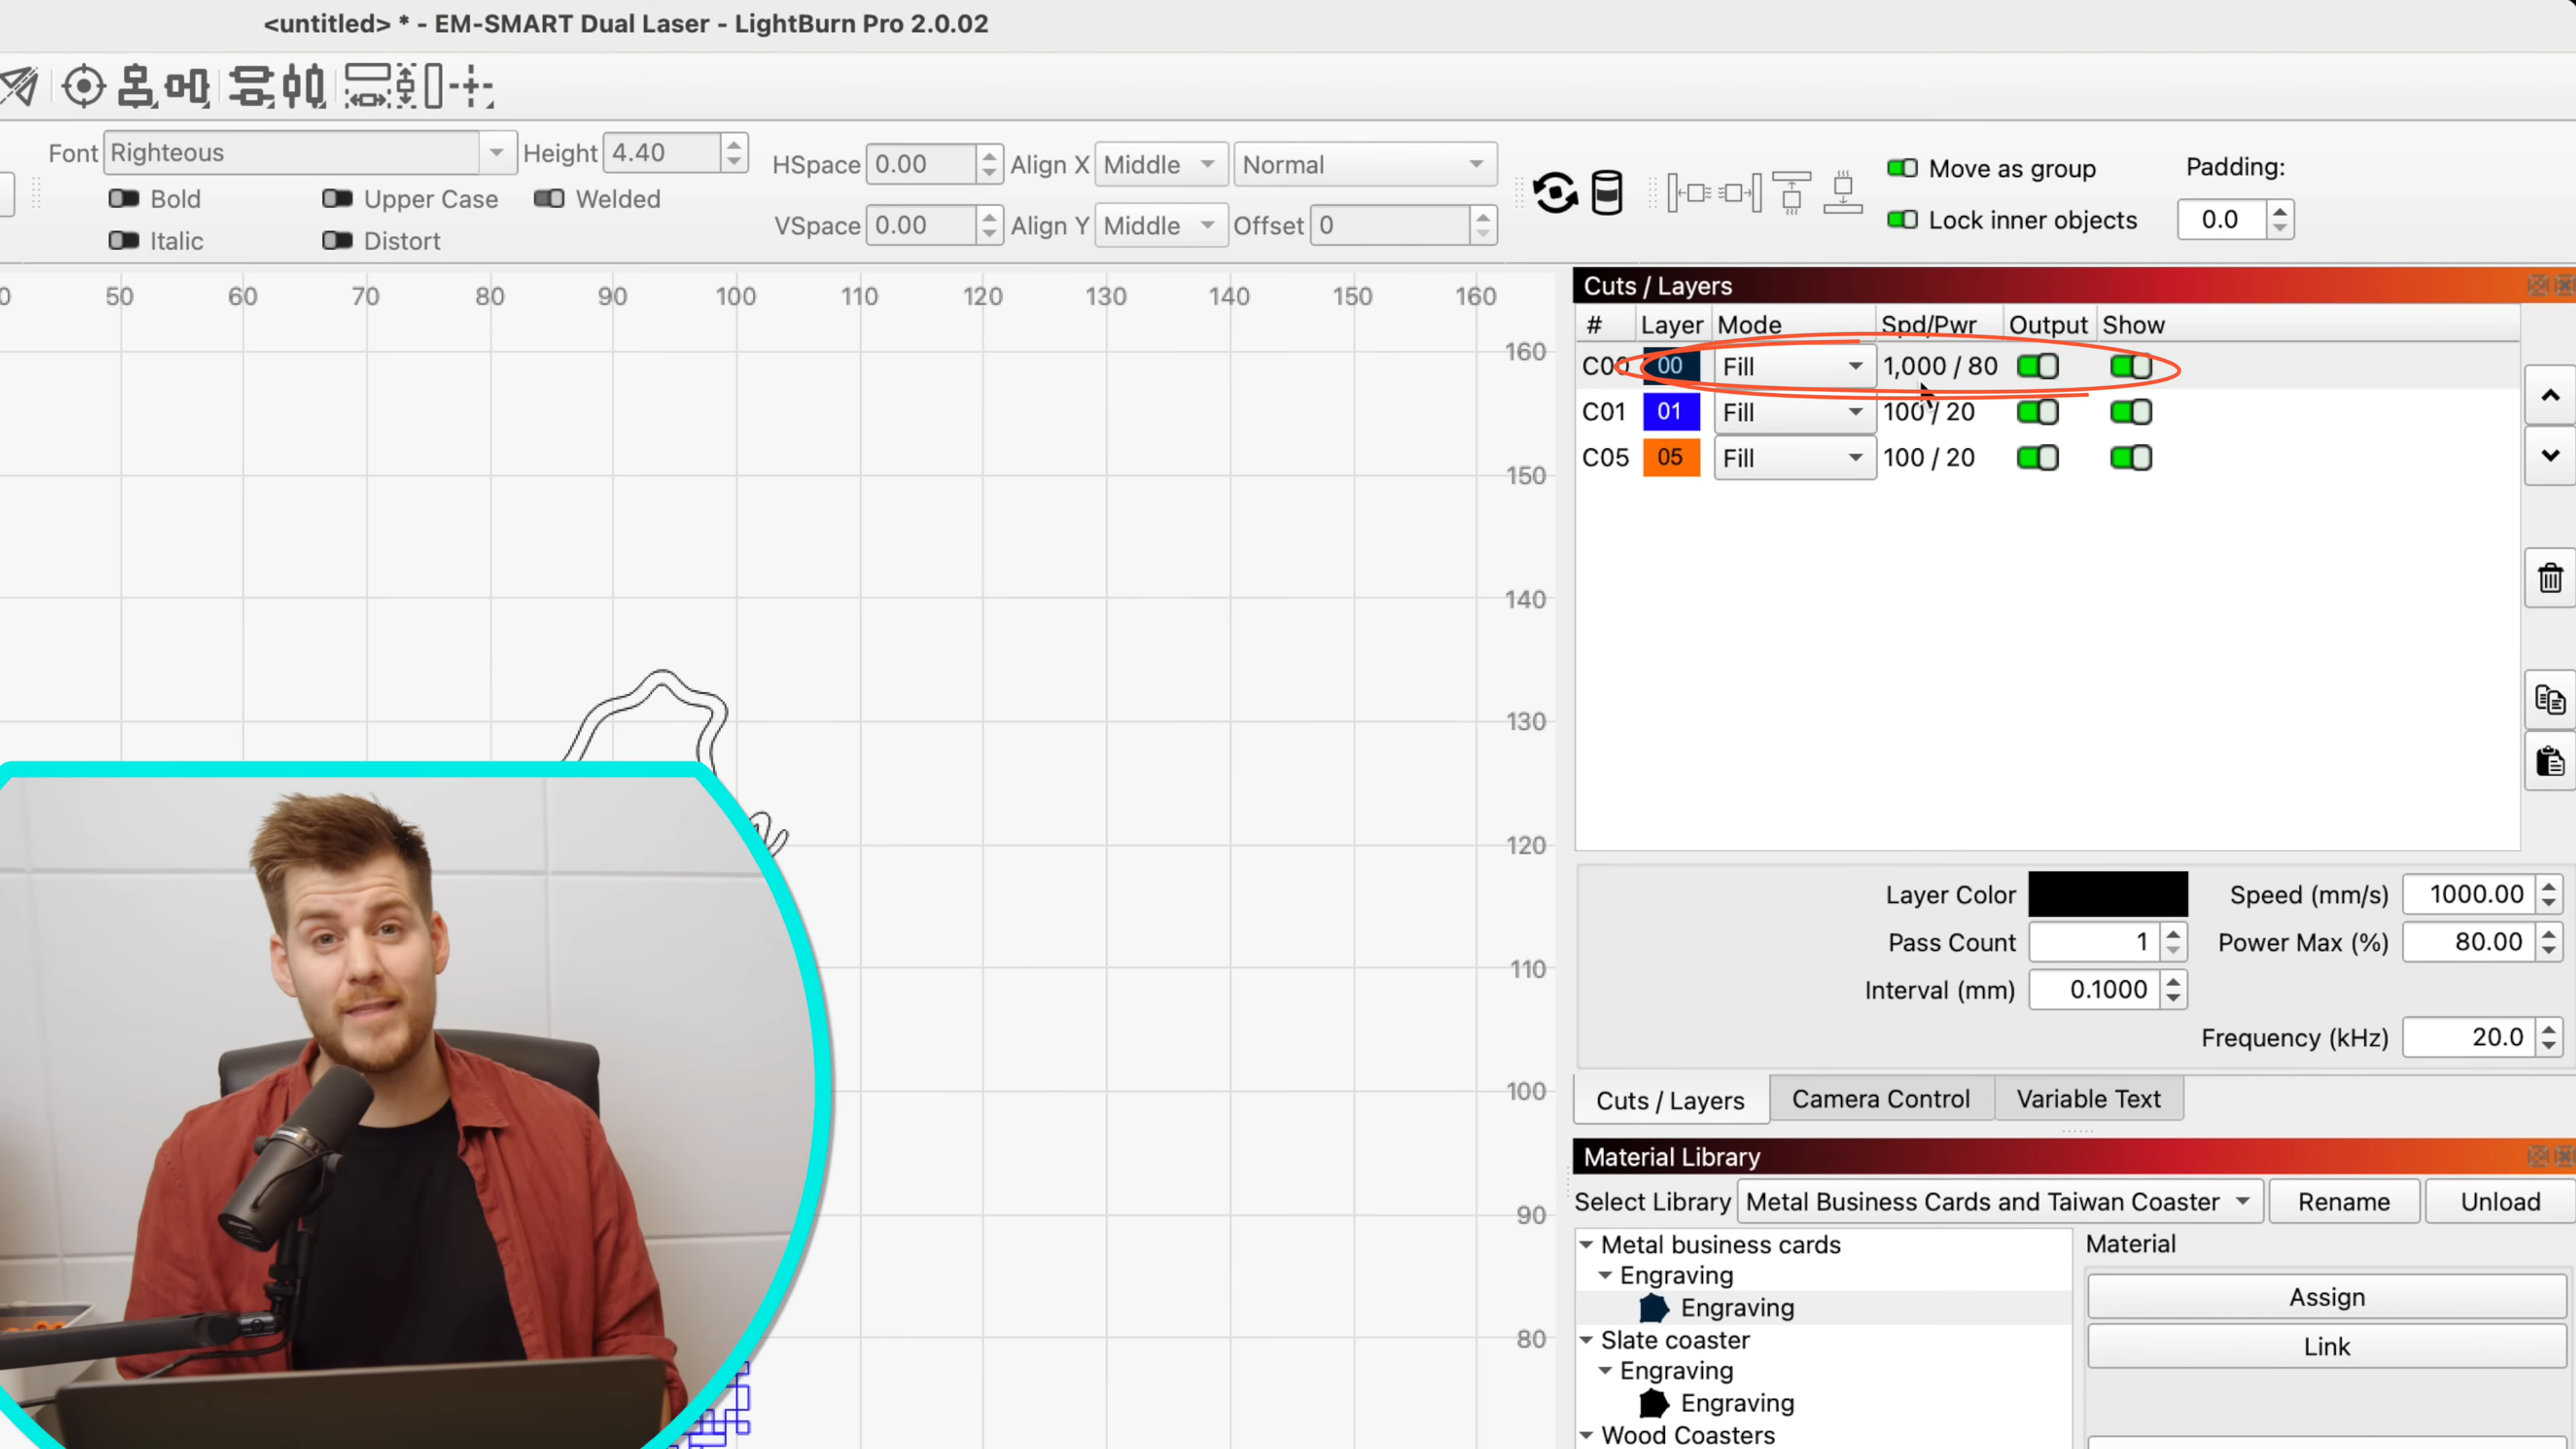 <untitled> * - EM-SMART Dual Laser - LightBurn Pro 2.0.02
Font Righteous Height 4.40
Bold Upper Case Welded
Italic Distort
HSpace 0.00 Align X Middle Normal
VSpace 0.00 Align Y Middle Offset 0
Move as group
Lock inner objects
Padding:
0.0
0 50 60 70 80 90 100 110 120 130 140 150 160
160
150
140
130
120
110
100
90
80
Cuts / Layers
# Layer Mode Spd/Pwr Output Show
C00 00 Fill 1,000 / 80
C01 01 Fill 100 / 20
C05 05 Fill 100 / 20
Layer Color Speed (mm/s) 1000.00
Pass Count 1 Power Max (%) 80.00
Interval (mm) 0.1000
Frequency (kHz) 20.0
Cuts / Layers Camera Control Variable Text
Material Library
Select Library Metal Business Cards and Taiwan Coaster Rename Unload
Metal business cards
Engraving
Engraving
Slate coaster
Engraving
Engraving
Wood Coasters
Material
Assign
Link